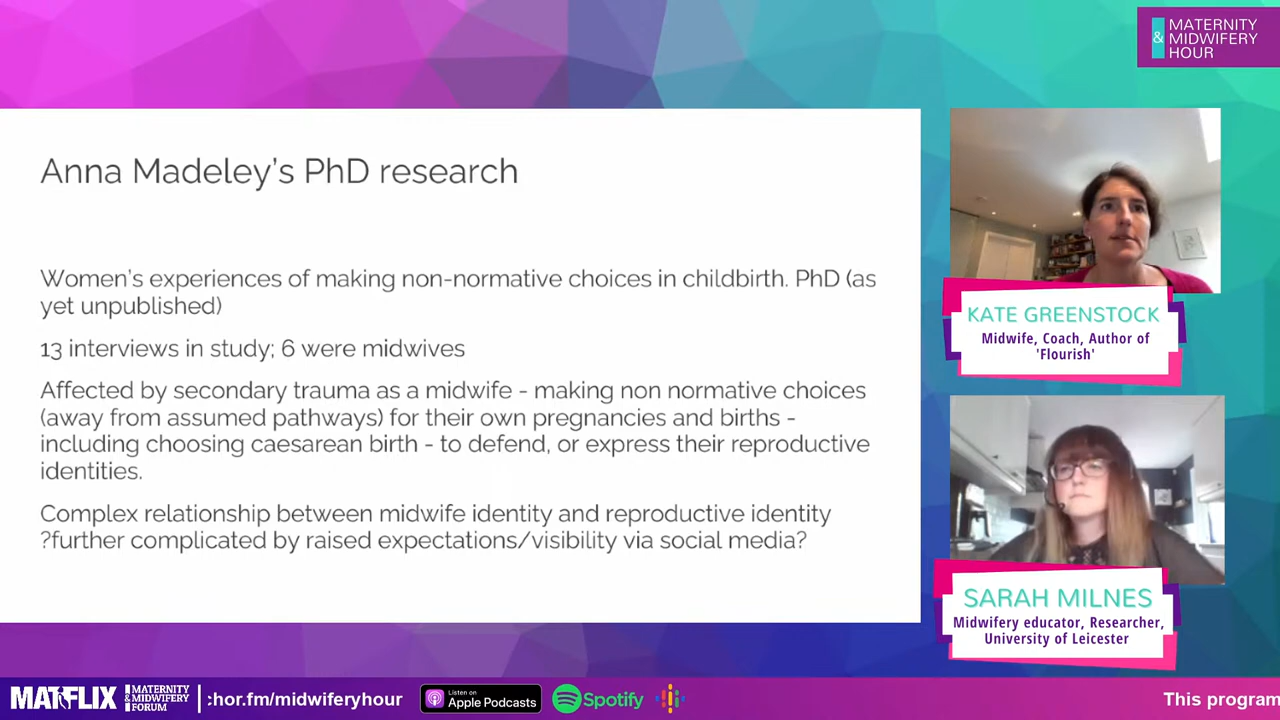 MATERNITY
& MIDWIFERY
HOUR
Anna Madeley's PhD research
Women's experiences of making non-normative choices in childbirth. PhD (as
yet unpublished)
13 interviews in study; 6 were midwives
Affected by secondary trauma as a midwife - making non normative choices
(away from assumed pathways) for their own pregnancies and births -
including choosing caesarean birth - to defend, or express their reproductive
identities.
Complex relationship between midwife identity and reproductive identity
?further complicated by raised expectations/visibility via social media?
KATE GREENSTOCK
Midwife, Coach, Author of
'Flourish'
SARAH MILNES
Midwifery educator, Researcher,
University of Leicester
MATFLIX
MATERNITY
& MIDWIFERY
FORUM
:hor.fm/midwiferyhour
Listen on
Apple Podcasts
Spotify
This program